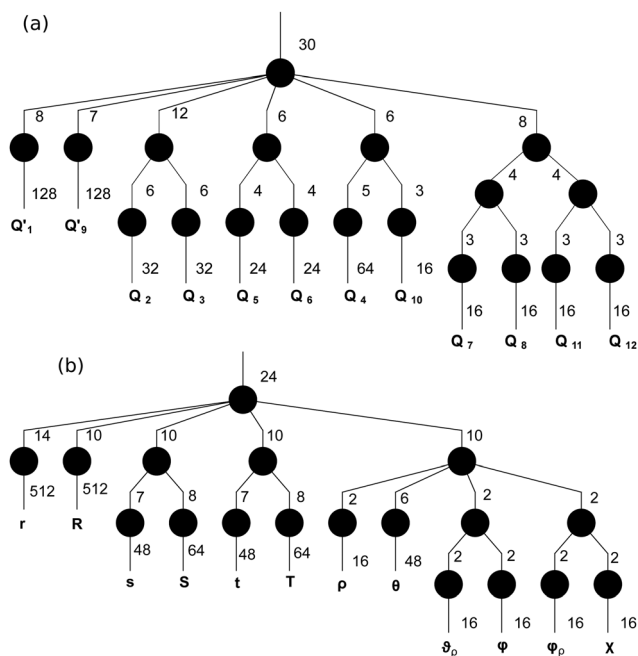 (a)
30
8 7 12 6 6 8
128 128 6 6 4 4 5 3 4 4
Q'1 Q'9 3 3 3 3
32 32 24 24 64 16
Q 2 Q 3 Q 5 Q 6 Q 4 Q 10
16 16 16 16
Q 7 Q 8 Q 11 Q 12
(b)
24
14 10 10 10 10
512 512 7 8 7 8 2 6 2 2
r R
48 64 48 64 16 48 2 2 2 2
s S t T ρ θ
16 16 16 16
ϑρ φ φρ χ